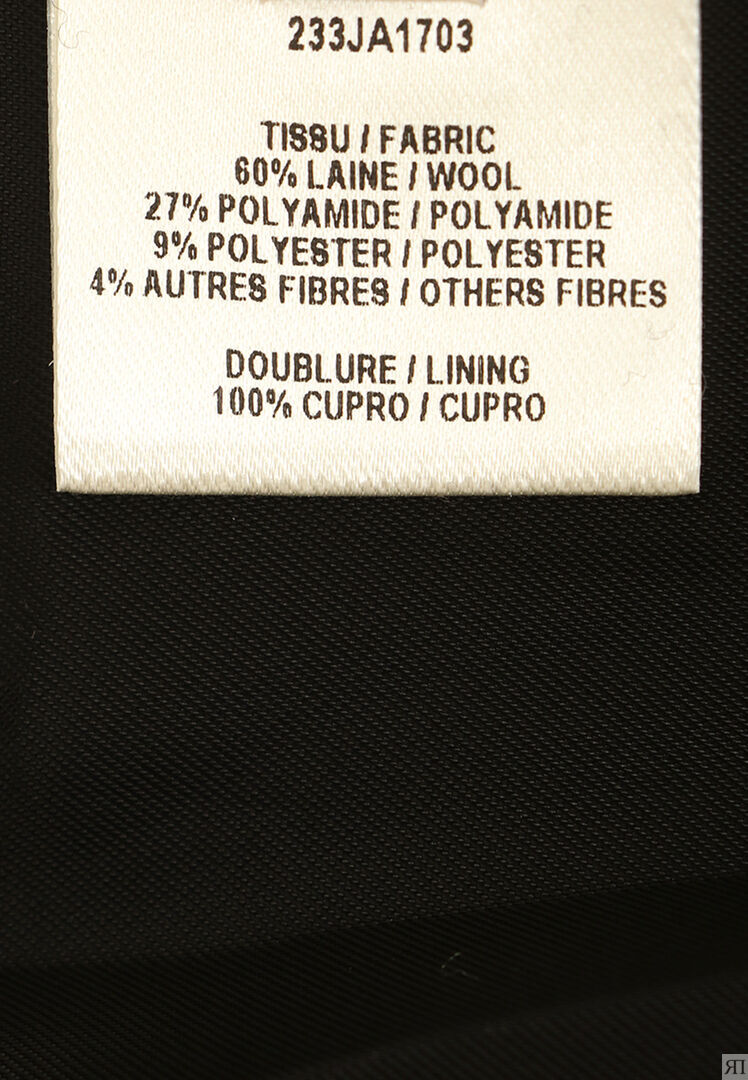 233JA1703
TISSU / FABRIC
60% LAINE / WOOL
27% POLYAMIDE / POLYAMIDE
9% POLYESTER / POLYESTER
4% AUTRES FIBRES / OTHERS FIBRES
DOUBLURE / LINING
100% CUPRO / CUPRO
ЯП